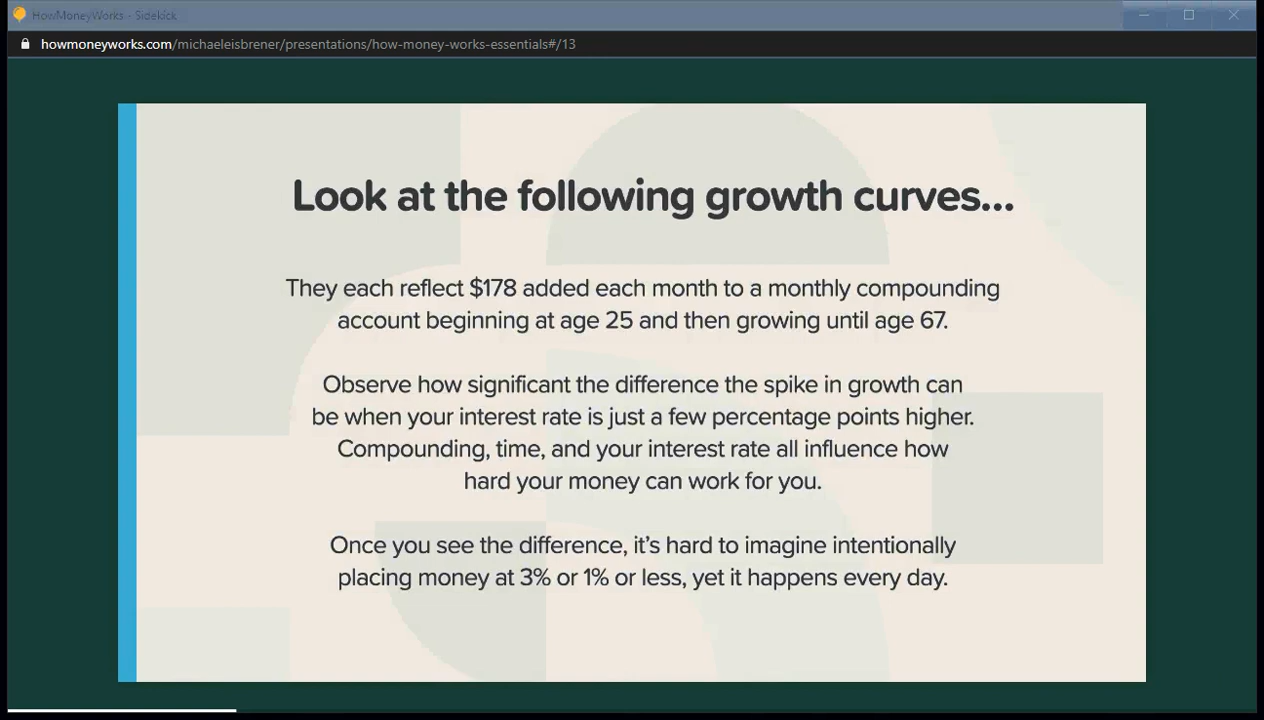 HowMoneyWorks - Sidekick
howmoneyworks.com/michaeleisbrener/presentations/how-money-works-essentials#/13
Look at the following growth curves...
They each reflect $178 added each month to a monthly compounding
account beginning at age 25 and then growing until age 67.
Observe how significant the difference the spike in growth can
be when your interest rate is just a few percentage points higher.
Compounding, time, and your interest rate all influence how
hard your money can work for you.
Once you see the difference, it’s hard to imagine intentionally
placing money at 3% or 1% or less, yet it happens every day.